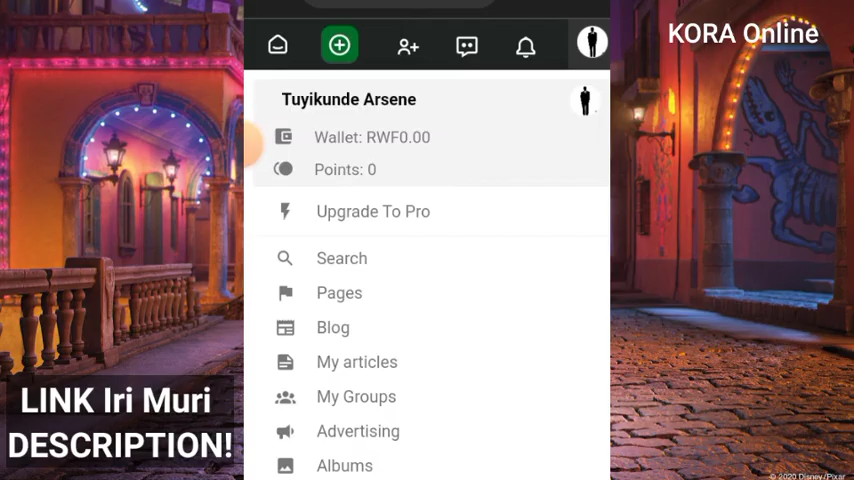 KORA Online
Tuyikunde Arsene
Wallet: RWF0.00
Points: 0
Upgrade To Pro
Search
Pages
Blog
My articles
My Groups
Advertising
Albums
LINK Iri Muri
DESCRIPTION!
© 2020 Disney/Pixar